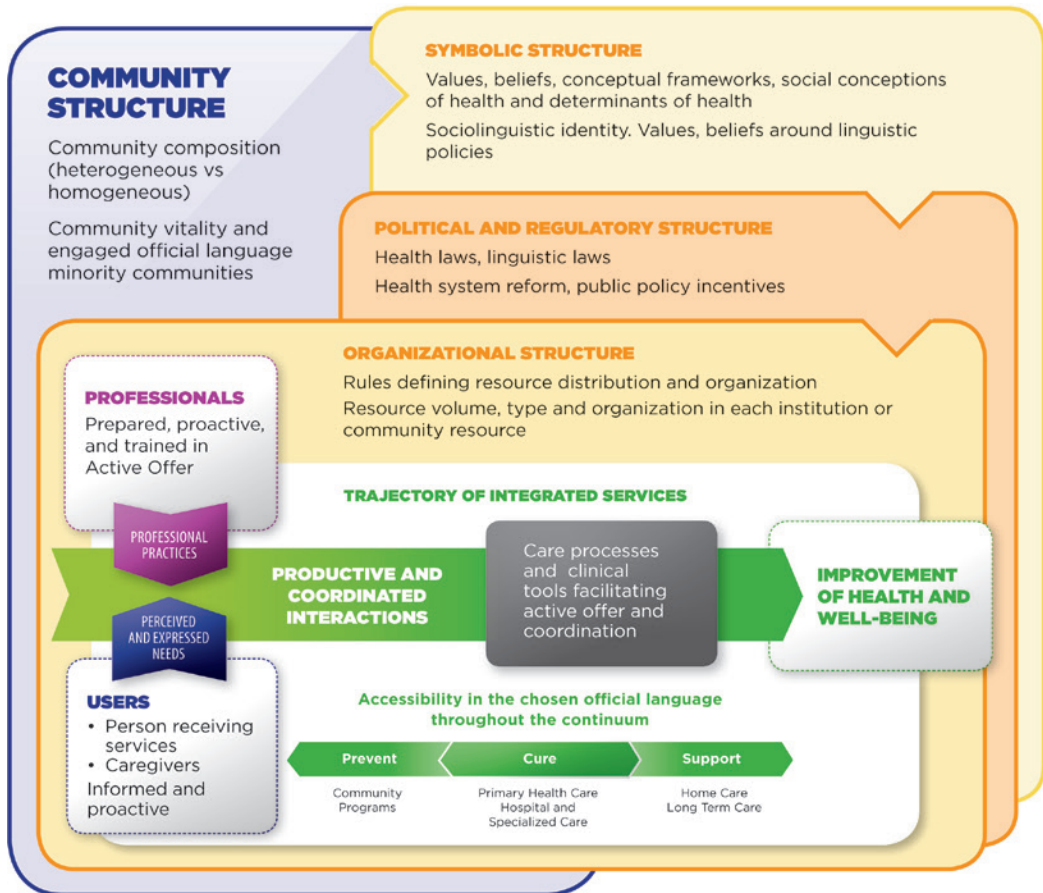 COMMUNITY
STRUCTURE
Community composition
(heterogeneous vs
homogeneous)
Community vitality and
engaged official language
minority communities
SYMBOLIC STRUCTURE
Values, beliefs, conceptual frameworks, social conceptions
of health and determinants of health
Sociolinguistic identity. Values, beliefs around linguistic
policies
POLITICAL AND REGULATORY STRUCTURE
Health laws, linguistic laws
Health system reform, public policy incentives
ORGANIZATIONAL STRUCTURE
Rules defining resource distribution and organization
Resource volume, type and organization in each institution or
community resource
PROFESSIONALS
Prepared, proactive,
and trained in
Active Offer
PROFESSIONAL
PRACTICES
PERCEIVED
AND EXPRESSED
NEEDS
USERS
• Person receiving
services
• Caregivers
Informed and
proactive
TRAJECTORY OF INTEGRATED SERVICES
PRODUCTIVE AND
COORDINATED
INTERACTIONS
Care processes
and clinical
tools facilitating
active offer and
coordination
IMPROVEMENT
OF HEALTH AND
WELL-BEING
Accessibility in the chosen official language
throughout the continuum
Prevent
Community
Programs
Cure
Primary Health Care
Hospital and
Specialized Care
Support
Home Care
Long Term Care